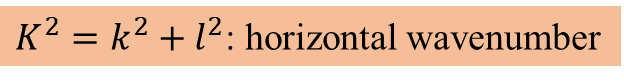 K² = k² + l²: horizontal wavenumber